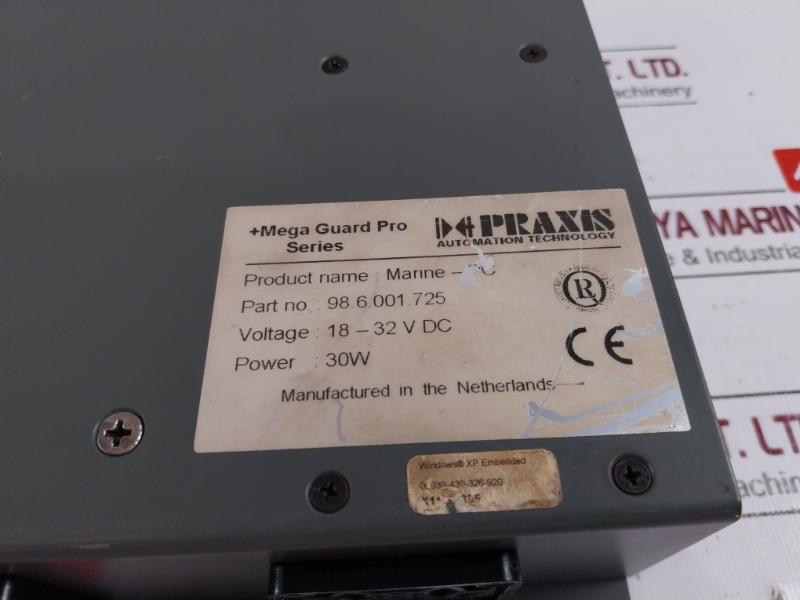 +Mega Guard Pro
Series
PRAXIS
AUTOMATION TECHNOLOGY
Product name : Marine –
Part no. : 98.6.001.725
Voltage : 18 – 32 V DC
Power : 30W
Manufactured in the Netherlands
R
CE
Windows® XP Embedded
T. LTD.
achinery
YA MARIN
e & Industria
T. LT
achin